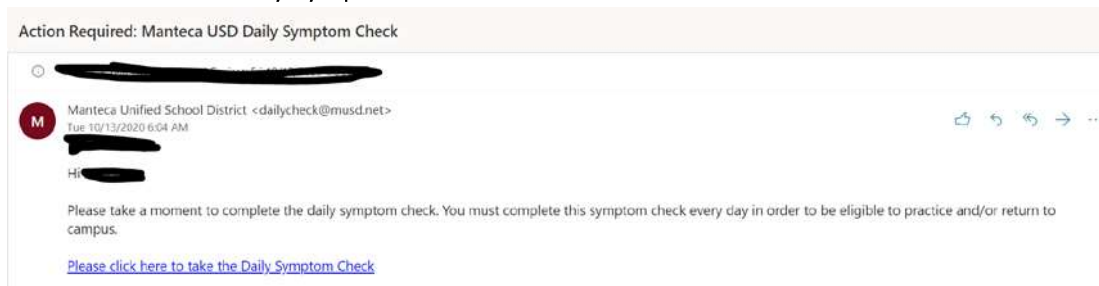 Action Required: Manteca USD Daily Symptom Check
M
Manteca Unified School District <dailycheck@musd.net>
Tue 10/13/2020 6:04 AM
Hi
Please take a moment to complete the daily symptom check. You must complete this symptom check every day in order to be eligible to practice and/or return to
campus.
Please click here to take the Daily Symptom Check